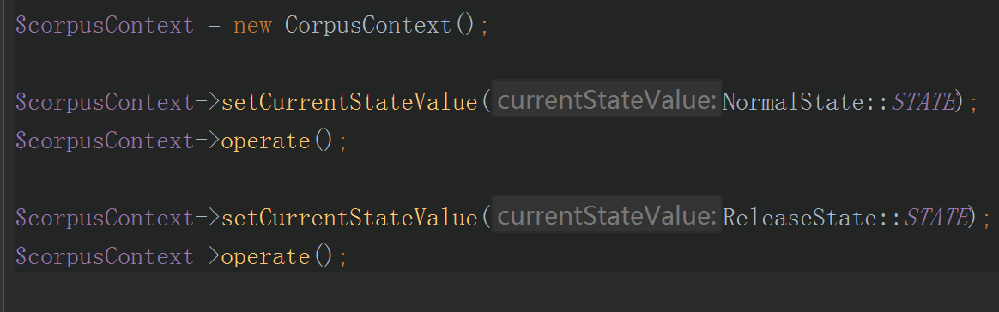 $corpusContext = new CorpusContext();
$corpusContext->setCurrentStateValue( currentStateValue: NormalState::STATE);
$corpusContext->operate();
$corpusContext->setCurrentStateValue( currentStateValue: ReleaseState::STATE);
$corpusContext->operate();